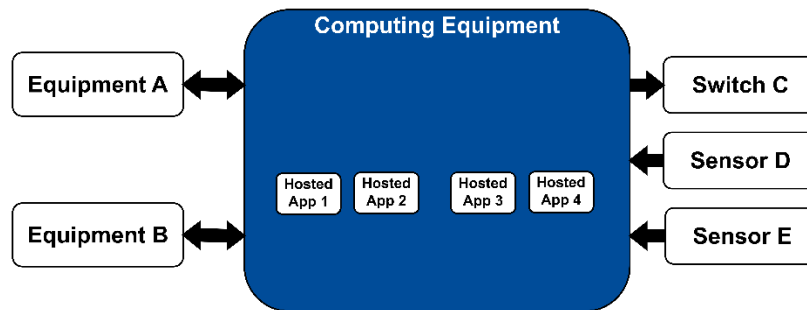 Computing Equipment
Equipment A
Switch C
Sensor D
Hosted
App 1
Hosted
App 2
Hosted
App 3
Hosted
App 4
Equipment B
Sensor E